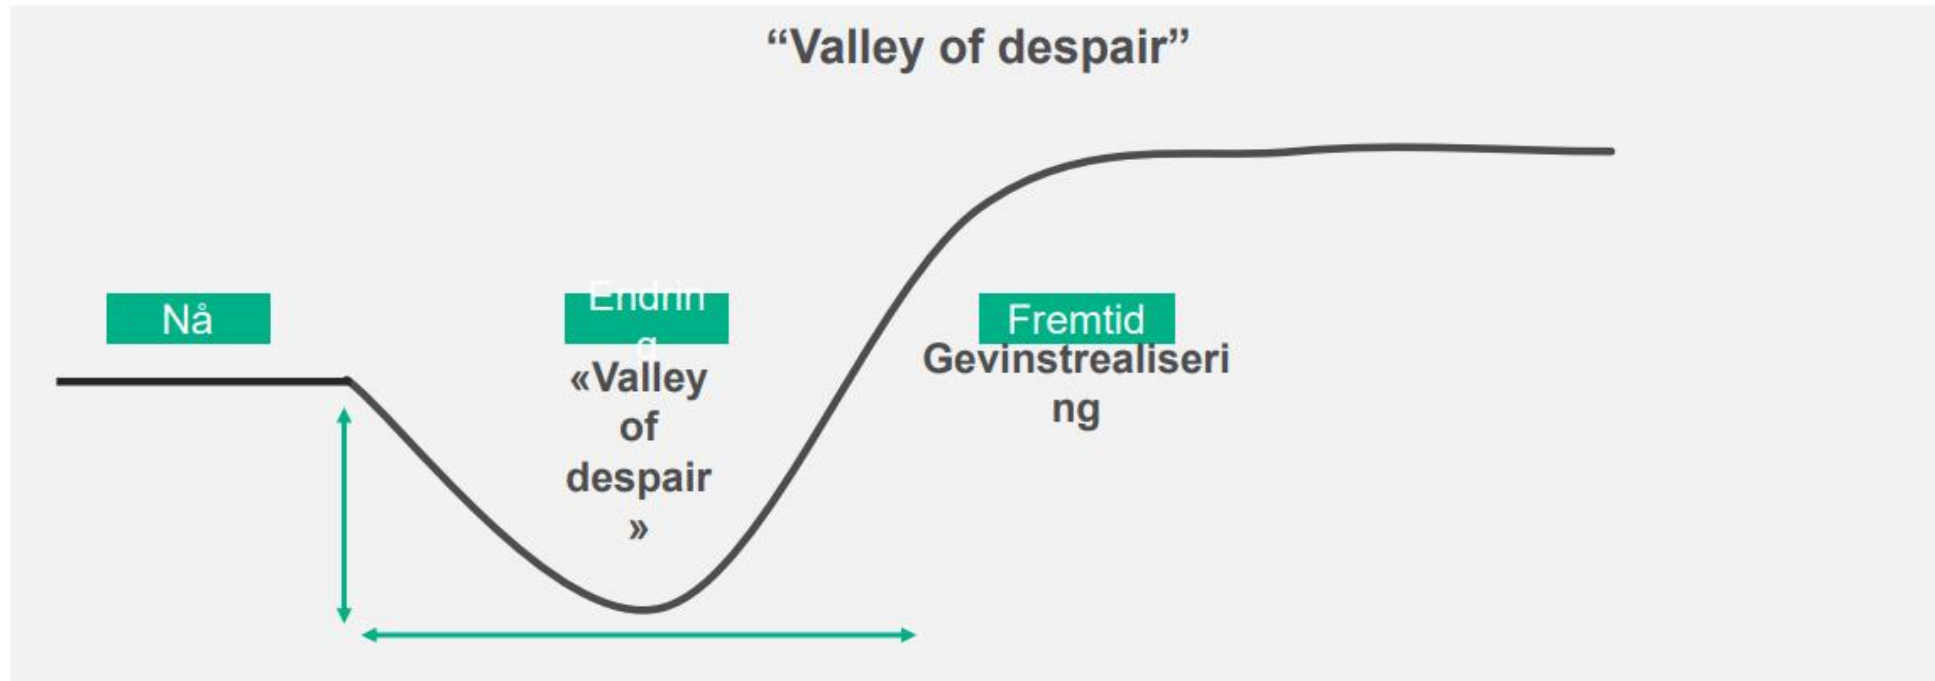 “Valley of despair”
Nå
Endrin
g
«Valley
of
despair
»
Fremtid
Gevinstrealiseri
ng